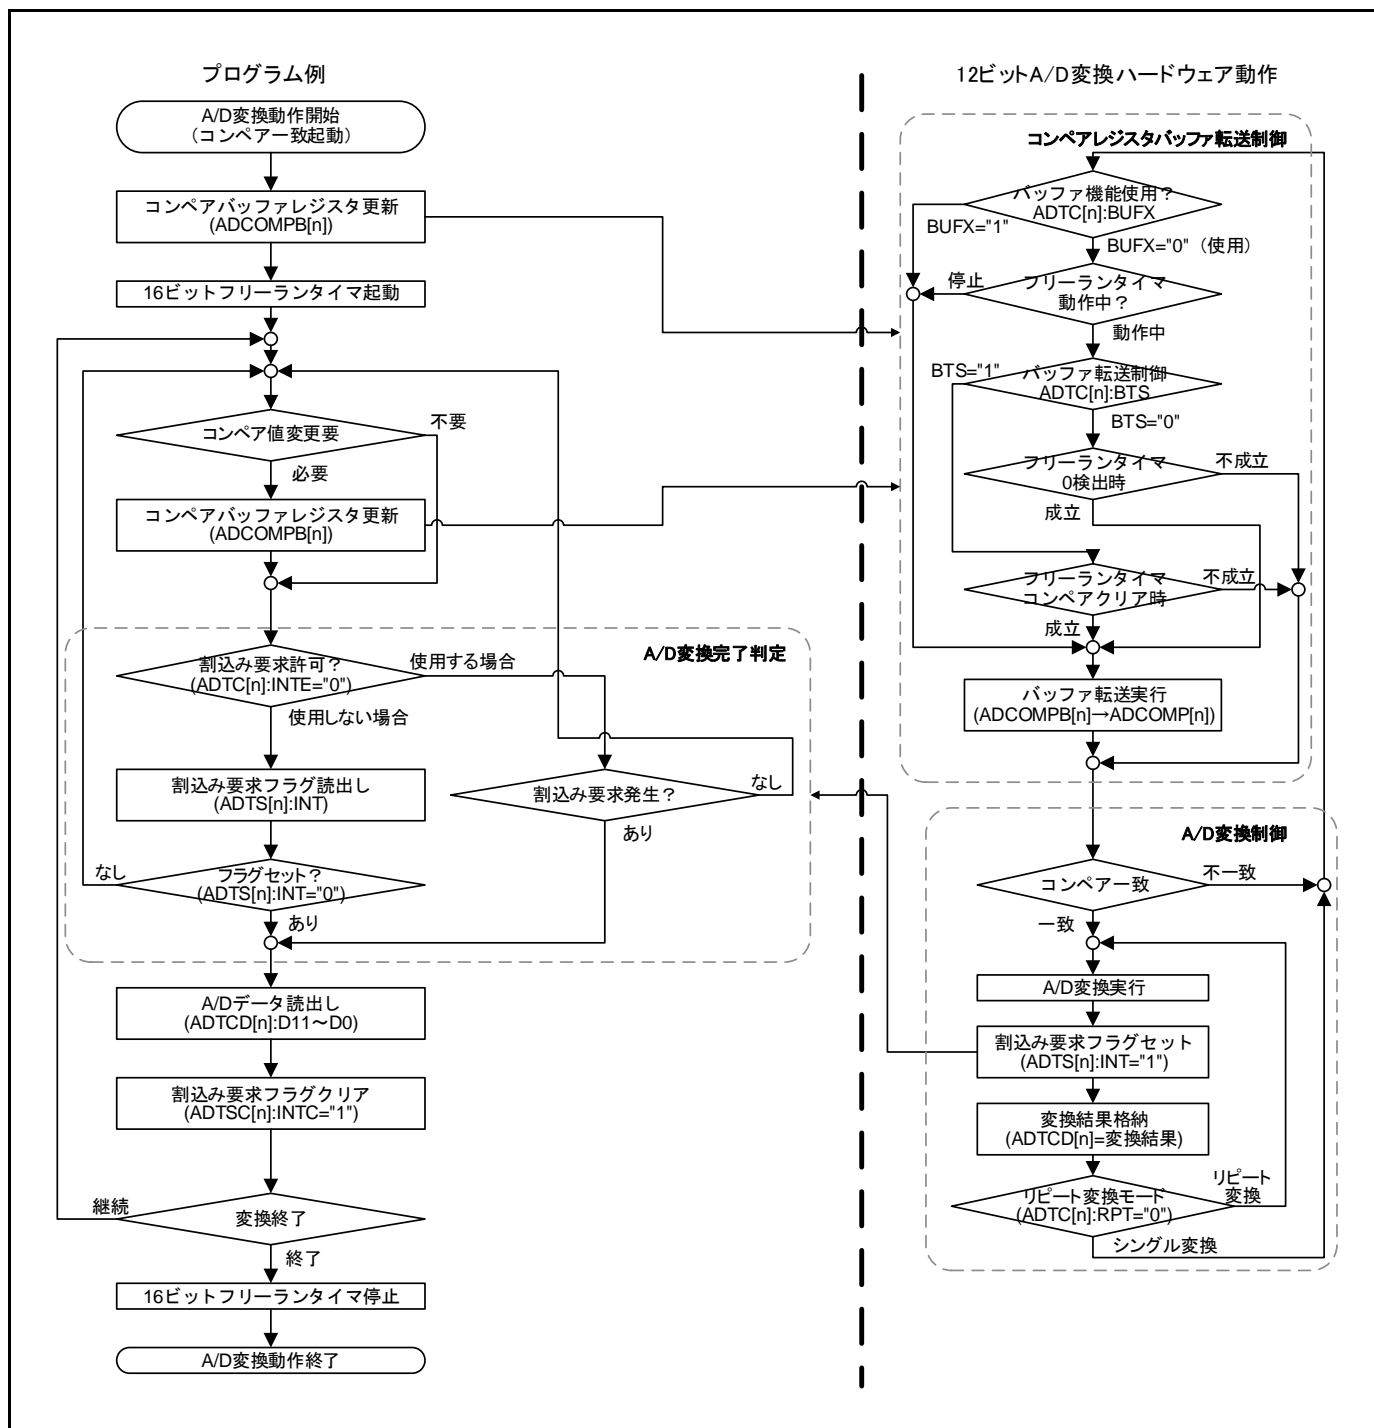 プログラム例
A/D変換動作開始
(コンペア一致起動)
コンペアバッファレジスタ更新
(ADCOMPB[n])
16ビットフリーランタイマ起動
コンペア値変更要
不要
必要
コンペアバッファレジスタ更新
(ADCOMPB[n])
A/D変換完了判定
割込み要求許可？
(ADTC[n]:INTE="0")
使用する場合
使用しない場合
割込み要求フラグ読出し
(ADTS[n]:INT)
割込み要求発生？
なし
あり
フラグセット？
(ADTS[n]:INT="0")
なし
あり
A/Dデータ読出し
(ADTCD[n]:D11～D0)
割込み要求フラグクリア
(ADTSC[n]:INTC="1")
変換終了
継続
終了
16ビットフリーランタイマ停止
A/D変換動作終了
12ビットA/D変換ハードウェア動作
コンペアレジスタバッファ転送制御
バッファ機能使用？
ADTC[n]:BUFX
BUFX="1"
BUFX="0"（使用）
フリーランタイマ
動作中？
停止
動作中
バッファ転送制御
ADTC[n]:BTS
BTS="1"
BTS="0"
フリーランタイマ
0検出時
不成立
成立
フリーランタイマ
コンペアクリア時
不成立
成立
バッファ転送実行
(ADCOMPB[n]→ADCOMP[n])
A/D変換制御
コンペア一致
不一致
一致
A/D変換実行
割込み要求フラグセット
(ADTS[n]:INT="1")
変換結果格納
(ADTCD[n]=変換結果)
リピート変換モード
(ADTC[n]:RPT="0")
リピート
変換
シングル変換